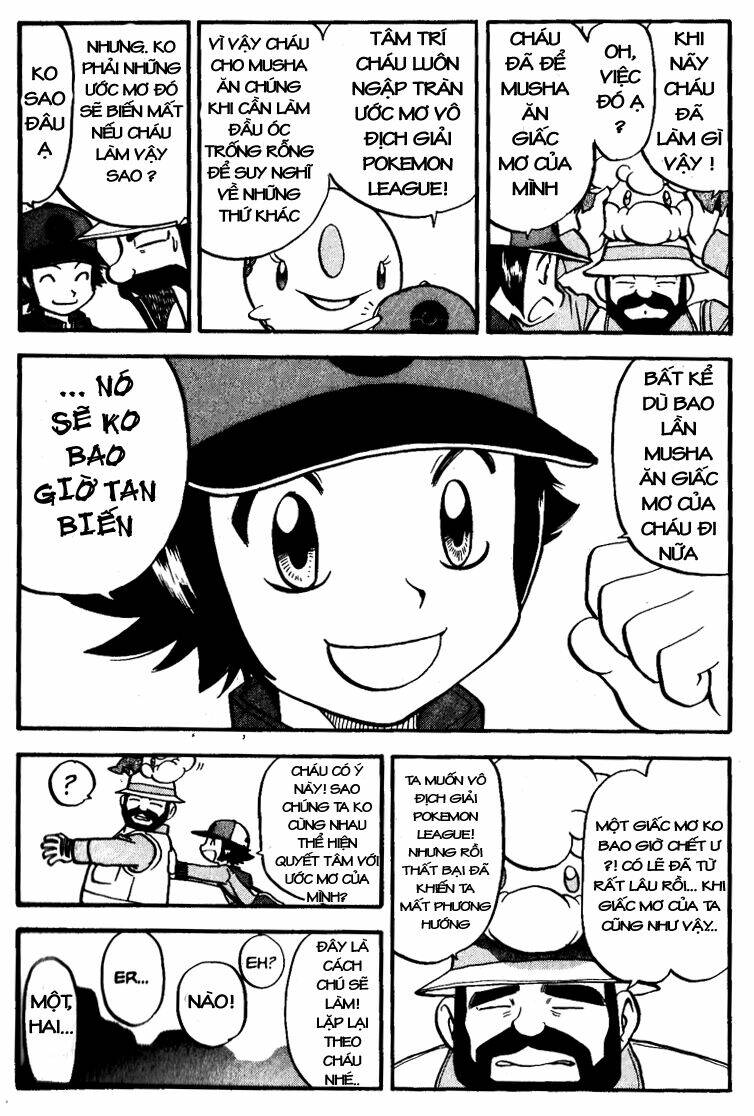 KHI
NÃY
CHÁU
ĐÃ
LÀM GÌ
VẬY !
OH,
VIỆC
ĐÓ Ạ
?
CHÁU
ĐÃ ĐỂ
MUSHA
ĂN
GIẤC
MƠ CỦA
MÌNH
TÂM TRÍ
CHÁU LUÔN
NGẬP TRÀN
ƯỚC MƠ VÔ
ĐỊCH GIẢI
POKEMON
LEAGUE!
VÌ VẬY CHÁU
CHO MUSHA
ĂN CHÚNG
KHI CẦN LÀM
ĐẦU ÓC
TRỐNG RỖNG
ĐỂ SUY NGHĨ
VỀ NHỮNG
THỨ KHÁC
NHƯNG. KO
PHẢI NHỮNG
ƯỚC MƠ ĐÓ
SẼ BIẾN MẤT
NẾU CHÁU
LÀM VẬY
SAO ?
KO
SAO
ĐÂU
Ạ
BẤT KỂ
DÙ BAO
LẦN
MUSHA
ĂN GIẤC
MƠ CỦA
CHÁU ĐI
NỮA
... NÓ
SẼ KO
BAO
GIỜ TAN
BIẾN
MỘT GIẤC MƠ KO
BAO GIỜ CHẾT Ư
?! CÓ LẼ ĐÃ TỪ
RẤT LÂU RỒI... KHI
GIẤC MƠ CỦA TA
CŨNG NHƯ VẬY..
TA MUỐN VÔ
ĐỊCH GIẢI
POKEMON
LEAGUE!
NHƯNG RỒI
THẤT BẠI ĐÃ
KHIẾN TA
MẤT PHƯƠNG
HƯỚNG
CHÁU CÓ Ý
NÀY! SAO
CHÚNG TA KO
CÙNG NHAU
THỂ HIỆN
QUYẾT TÂM VỚI
ƯỚC MƠ CỦA
MÌNH?
?
ĐÂY LÀ
CÁCH
CHÚ SẼ
LÀM!
LẶP LẠI
THEO
CHÁU
NHÉ..
EH?
NÀO!
ER...
MỘT,
HAI...